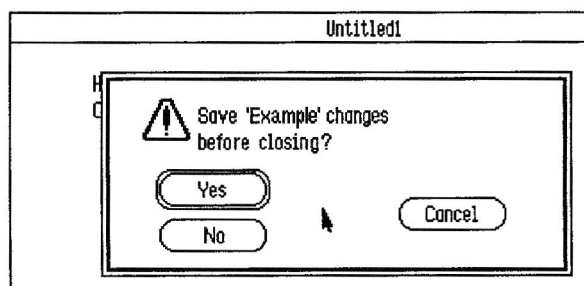 Untitled1
Save 'Example' changes
before closing?
Yes
No
Cancel